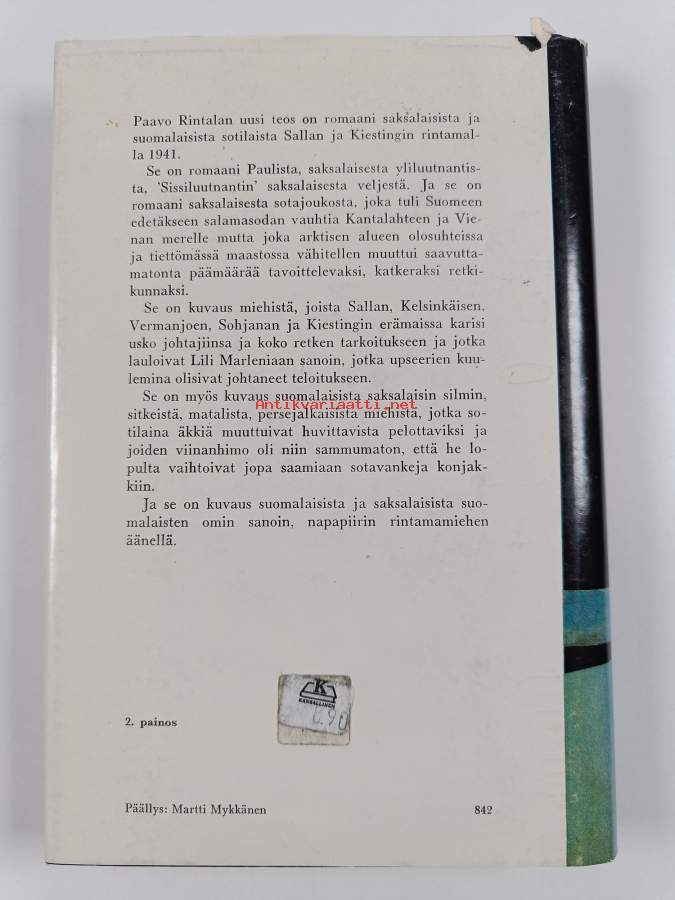 Paavo Rintalan uusi teos on romaani saksalaisista ja
suomalaisista sotilaista Sallan ja Kiestingin rintamal-
la 1941.
Se on romaani Paulista, saksalaisesta yliluutnantis-
ta, 'Sissiluutnantin' saksalaisesta veljestä. Ja se on
romaani saksalaisesta sotajoukosta, joka tuli Suomeen
edetäkseen salamasodan vauhtia Kantalahteen ja Vie-
nan merelle mutta joka arktisen alueen olosuhteissa
ja tiettömässä maastossa vähitellen muuttui saavutta-
matonta päämäärää tavoittelevaksi, katkeraksi retki-
kunnaksi.
Se on kuvaus miehistä, joista Sallan, Kelsinkäisen,
Vermanjoen, Sohjanan ja Kiestingin erämaissa karisi
usko johtajiinsa ja koko retken tarkoitukseen ja jotka
lauloivat Lili Marleniaan sanoin, jotka upseerien kuu-
lemina olisivat johtaneet teloitukseen.
Se on myös kuvaus suomalaisista saksalaisin silmin,
Antikvariaatti.net
sitkeistä, matalista, persejalkaisista miehistä, jotka so-
tilaina äkkiä muuttuivat huvittavista pelottaviksi ja
joiden viinanhimo oli niin sammumaton, että he lo-
pulta vaihtoivat jopa saamiaan sotavankeja konjak-
kiin.
Ja se on kuvaus suomalaisista ja saksalaisista suo-
malaisten omin sanoin, napapiirin rintamamiehen
äänellä.
K
KANSALLINEN
6.90
2. painos
Päällys: Martti Mykkänen 842